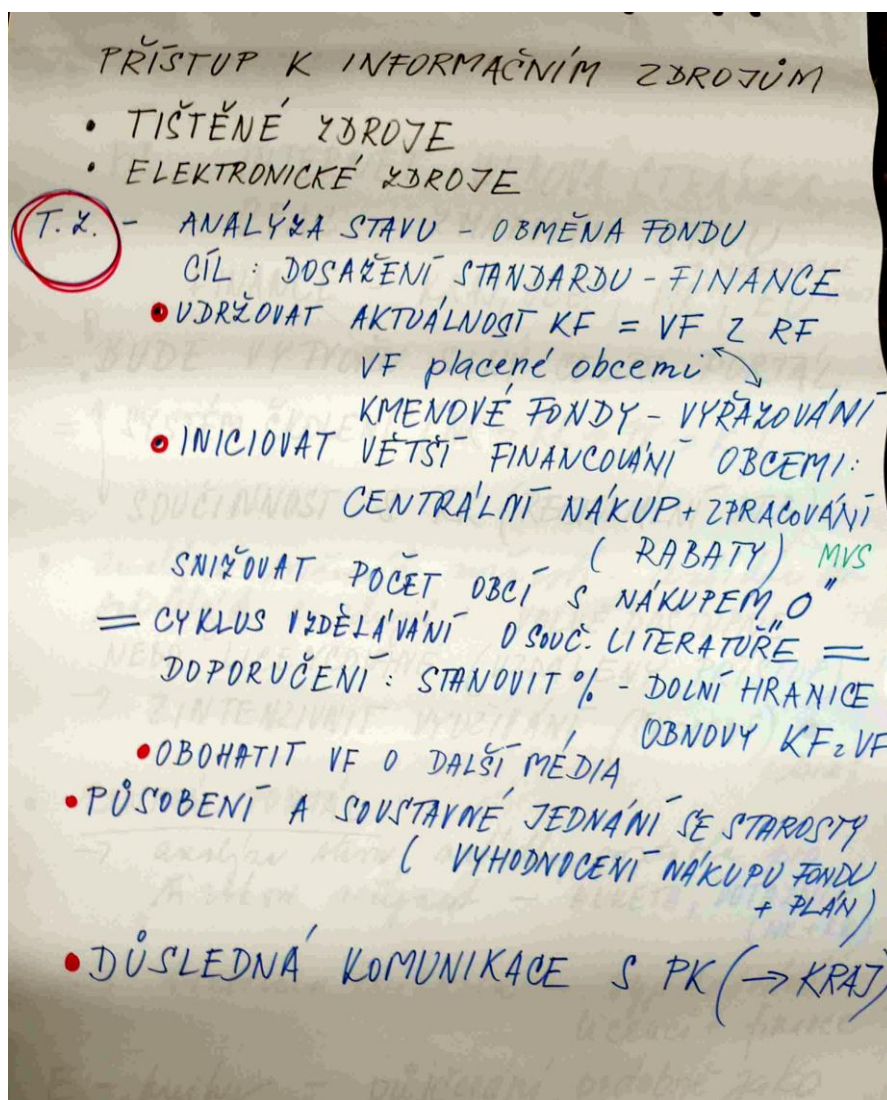 PŘÍSTUP K INFORMAČNÍM ZDROJŮM
• TIŠTĚNÉ ZDROJE
• ELEKTRONICKÉ ZDROJE
T.Z. - ANALÝZA STAVU - OBMĚNA FONDU
CÍL : DOSAŽENÍ STANDARDU - FINANCE
• UDRŽOVAT AKTUÁLNOST KF = VF Z RF
VF placené obcemi
KMENOVÉ FONDY - VYŘAZOVÁNÍ
• INICIOVAT VĚTŠÍ FINANCOVÁNÍ OBCEMI:
CENTRÁLNÍ NÁKUP + ZPRACOVÁNÍ
( RABATY) MVS
SNIŽOVAT POČET OBCÍ S NÁKUPEM „O"
= CYKLUS VZDĚLÁVÁNÍ O SOUČ. LITERATUŘE =
DOPORUČENÍ : STANOVIT % - DOLNÍ HRANICE
OBNOVY KF z VF
• OBOHATIT VF O DALŠÍ MÉDIA
• PŮSOBENÍ A SOUSTAVNÉ JEDNÁNÍ SE STAROSTY
( VYHODNOCENÍ NÁKUPU FONDU
+ PLÁN)
• DŮSLEDNÁ KOMUNIKACE S PK (→ KRAJ)